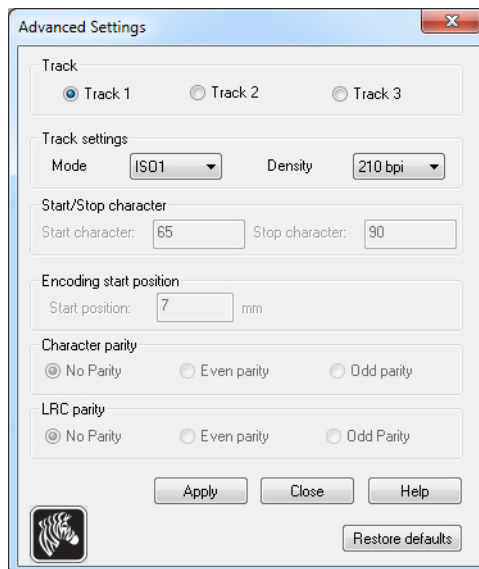 Advanced Settings
Track
Track 1 Track 2 Track 3
Track settings
Mode ISO1 Density 210 bpi
Start/Stop character
Start character: 65 Stop character: 90
Encoding start position
Start position: 7 mm
Character parity
No Parity Even parity Odd parity
LRC parity
No Parity Even parity Odd Parity
Apply Close Help
Restore defaults